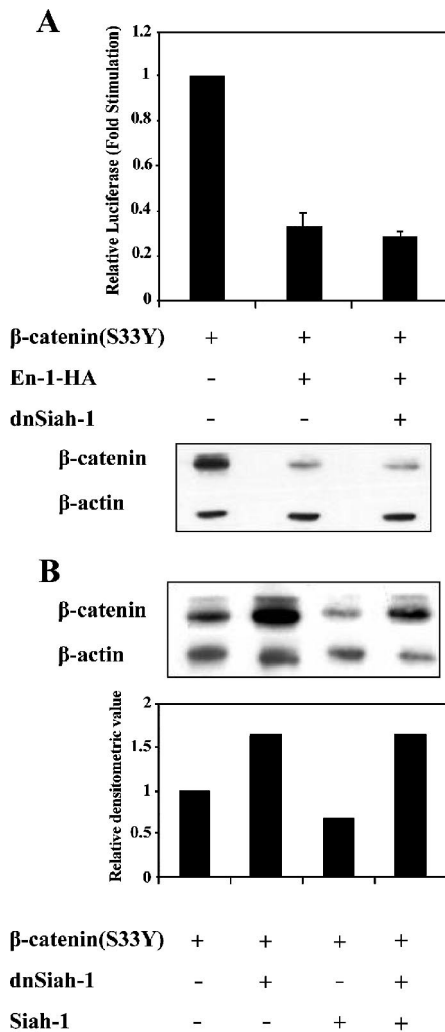 A
Relative Luciferase (Fold Stimulation)
1.2
1
0.8
0.6
0.4
0.2
0
β-catenin(S33Y) + + +
En-1-HA - + +
dnSiah-1 - - +
β-catenin
β-actin
B
β-catenin
β-actin
Relative densitometric value
2
1.5
1
0.5
0
β-catenin(S33Y) + + + +
dnSiah-1 - + - +
Siah-1 - - + +